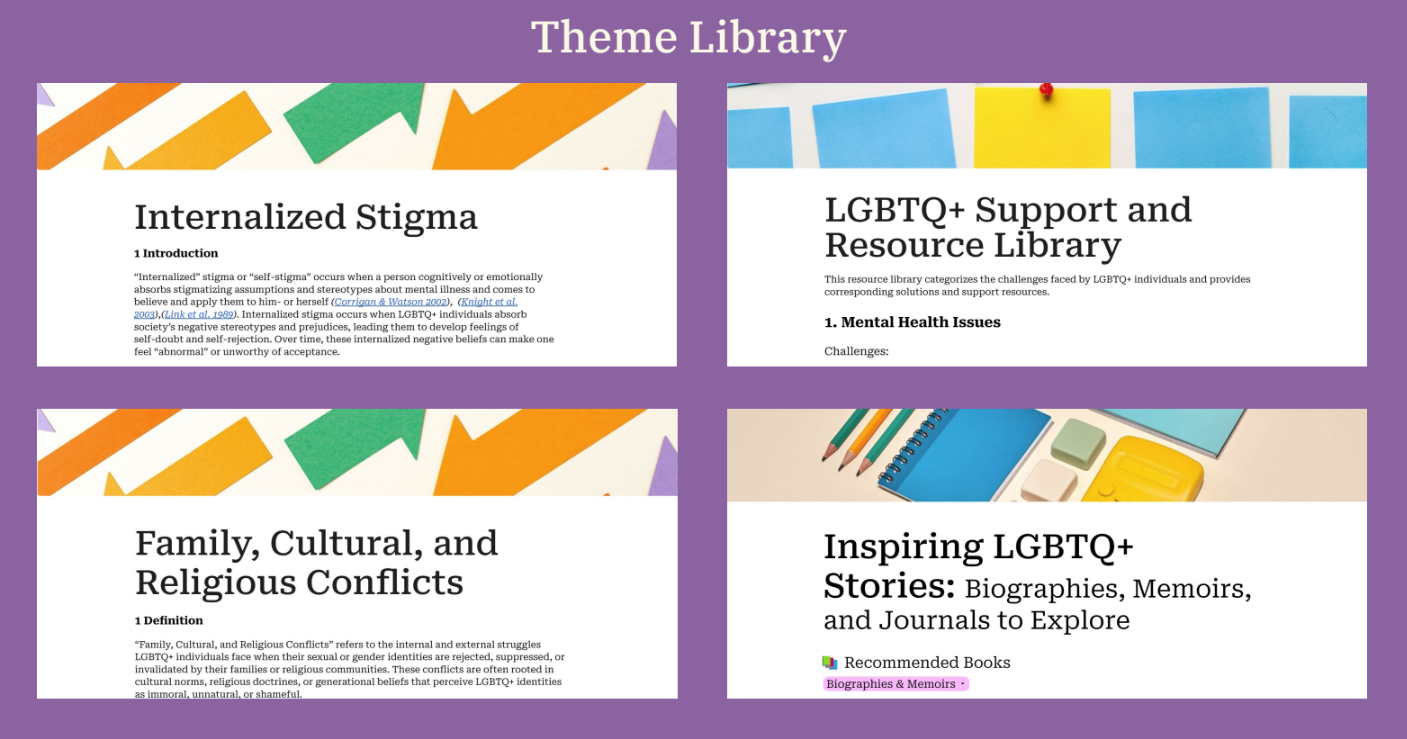 Theme Library
Internalized Stigma
1 Introduction
“Internalized” stigma or “self-stigma” occurs when a person cognitively or emotionally
absorbs stigmatizing assumptions and stereotypes about mental illness and comes to
believe and apply them to him- or herself (Corrigan & Watson 2002), (Knight et al.
2003),(Link et al. 1989). Internalized stigma occurs when LGBTQ+ individuals absorb
society’s negative stereotypes and prejudices, leading them to develop feelings of
self-doubt and self-rejection. Over time, these internalized negative beliefs can make one
feel “abnormal” or unworthy of acceptance.
LGBTQ+ Support and
Resource Library
This resource library categorizes the challenges faced by LGBTQ+ individuals and provides
corresponding solutions and support resources.
1. Mental Health Issues
Challenges:
Family, Cultural, and
Religious Conflicts
1 Definition
“Family, Cultural, and Religious Conflicts” refers to the internal and external struggles
LGBTQ+ individuals face when their sexual or gender identities are rejected, suppressed, or
invalidated by their families or religious communities. These conflicts are often rooted in
cultural norms, religious doctrines, or generational beliefs that perceive LGBTQ+ identities
as immoral, unnatural, or shameful.
Inspiring LGBTQ+
Stories: Biographies, Memoirs,
and Journals to Explore
Recommended Books
Biographies & Memoirs